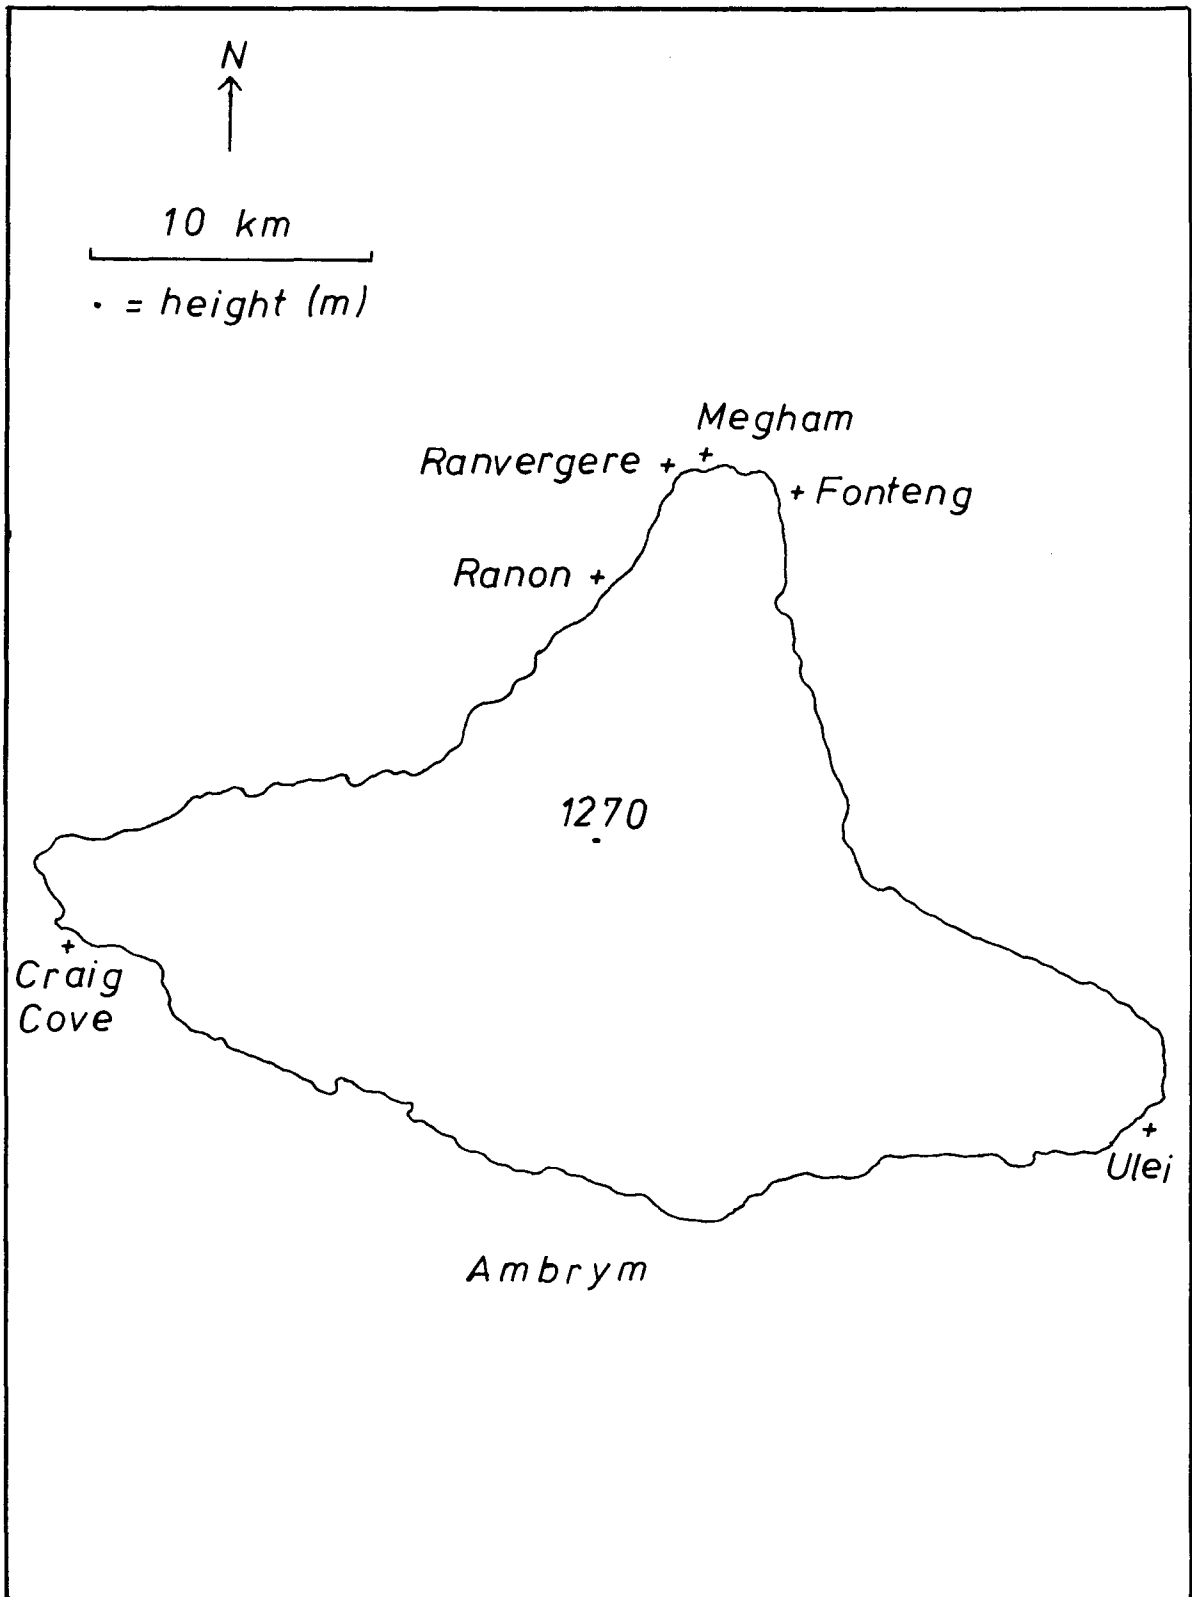 N
10 km
· = height (m)
Megham
Ranvergere +
+
+ Fonteng
Ranon +
1270
+
Craig
Cove
+
Ulei
Ambrym